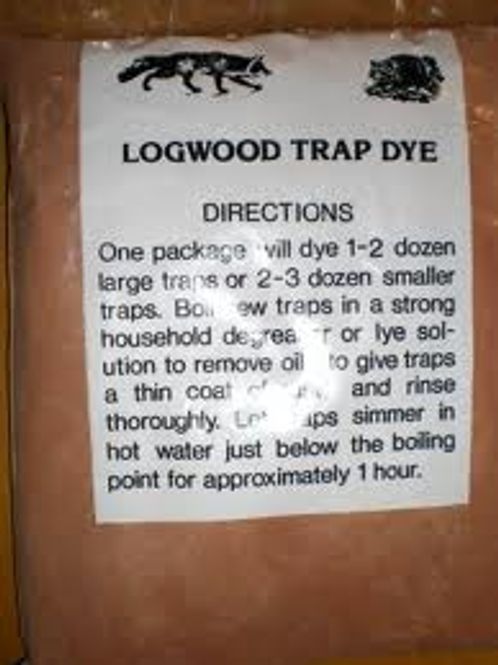 LOGWOOD TRAP DYE
DIRECTIONS
One package will dye 1-2 dozen
large traps or 2-3 dozen smaller
traps. Boil traps in a strong
household degreaser or lye sol-
ution to remove oil to give traps
a thin coat of and rinse
thoroughly. Let traps simmer in
hot water just below the boiling
point for approximately 1 hour.